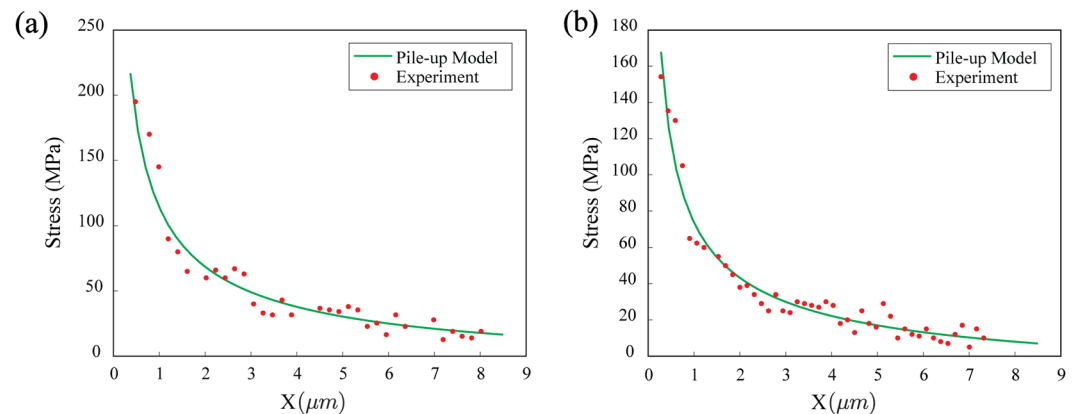 (a)
250
200
150
100
50
0
Stress (MPa)
Pile-up Model
Experiment
0 1 2 3 4 5 6 7 8 9
X(μm)
(b)
180
160
140
120
100
80
60
40
20
0
Stress (MPa)
Pile-up Model
Experiment
0 1 2 3 4 5 6 7 8 9
X(μm)